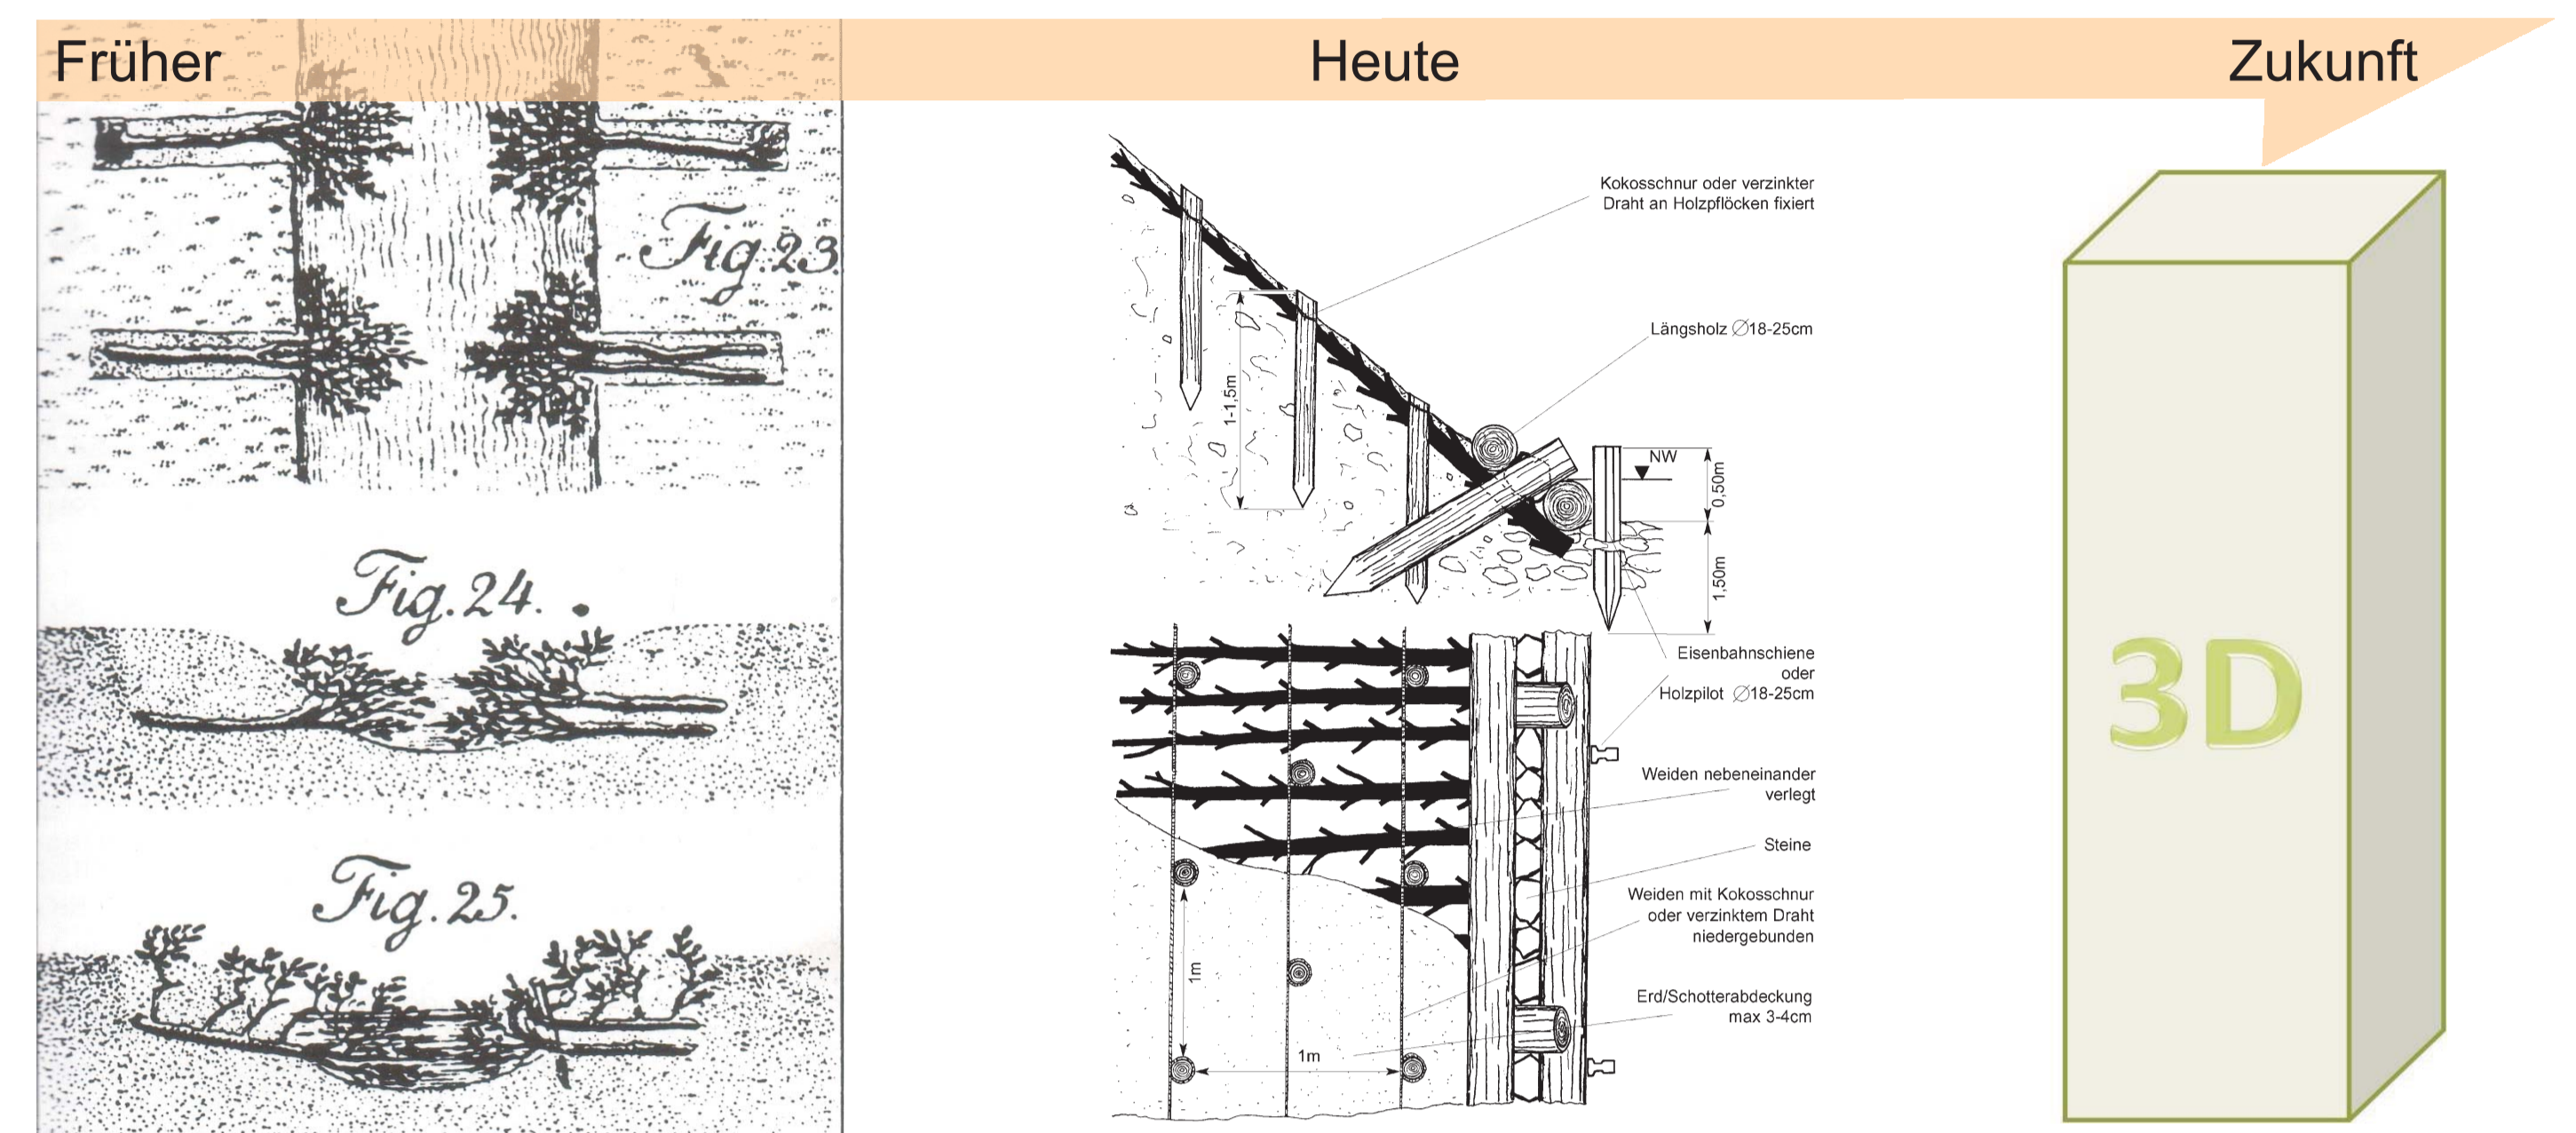 Früher
Heute
Zukunft
Fig. 23.
Fig. 24.
Fig. 25.
Kokosschnur oder verzinkter
Draht an Holzpflöcken fixiert
Längsholz ∅18-25cm
1-1,5m
NW
0,50m
1,50m
Eisenbahnschiene
oder
Holzpilot ∅18-25cm
Weiden nebeneinander
verlegt
Steine
Weiden mit Kokosschnur
oder verzinktem Draht
niedergebunden
Erd/Schotterabdeckung
max 3-4cm
1m
1m
3D